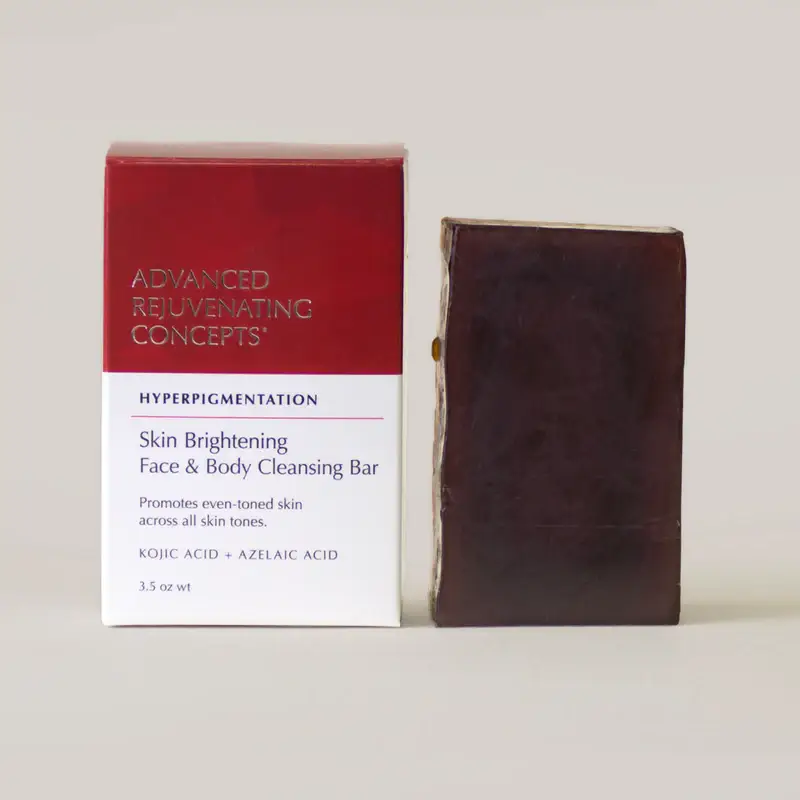 ADVANCED
REJUVENATING
CONCEPTS®
HYPERPIGMENTATION
Skin Brightening
Face & Body Cleansing Bar
Promotes even-toned skin
across all skin tones.
KOJIC ACID + AZELAIC ACID
3.5 oz wt